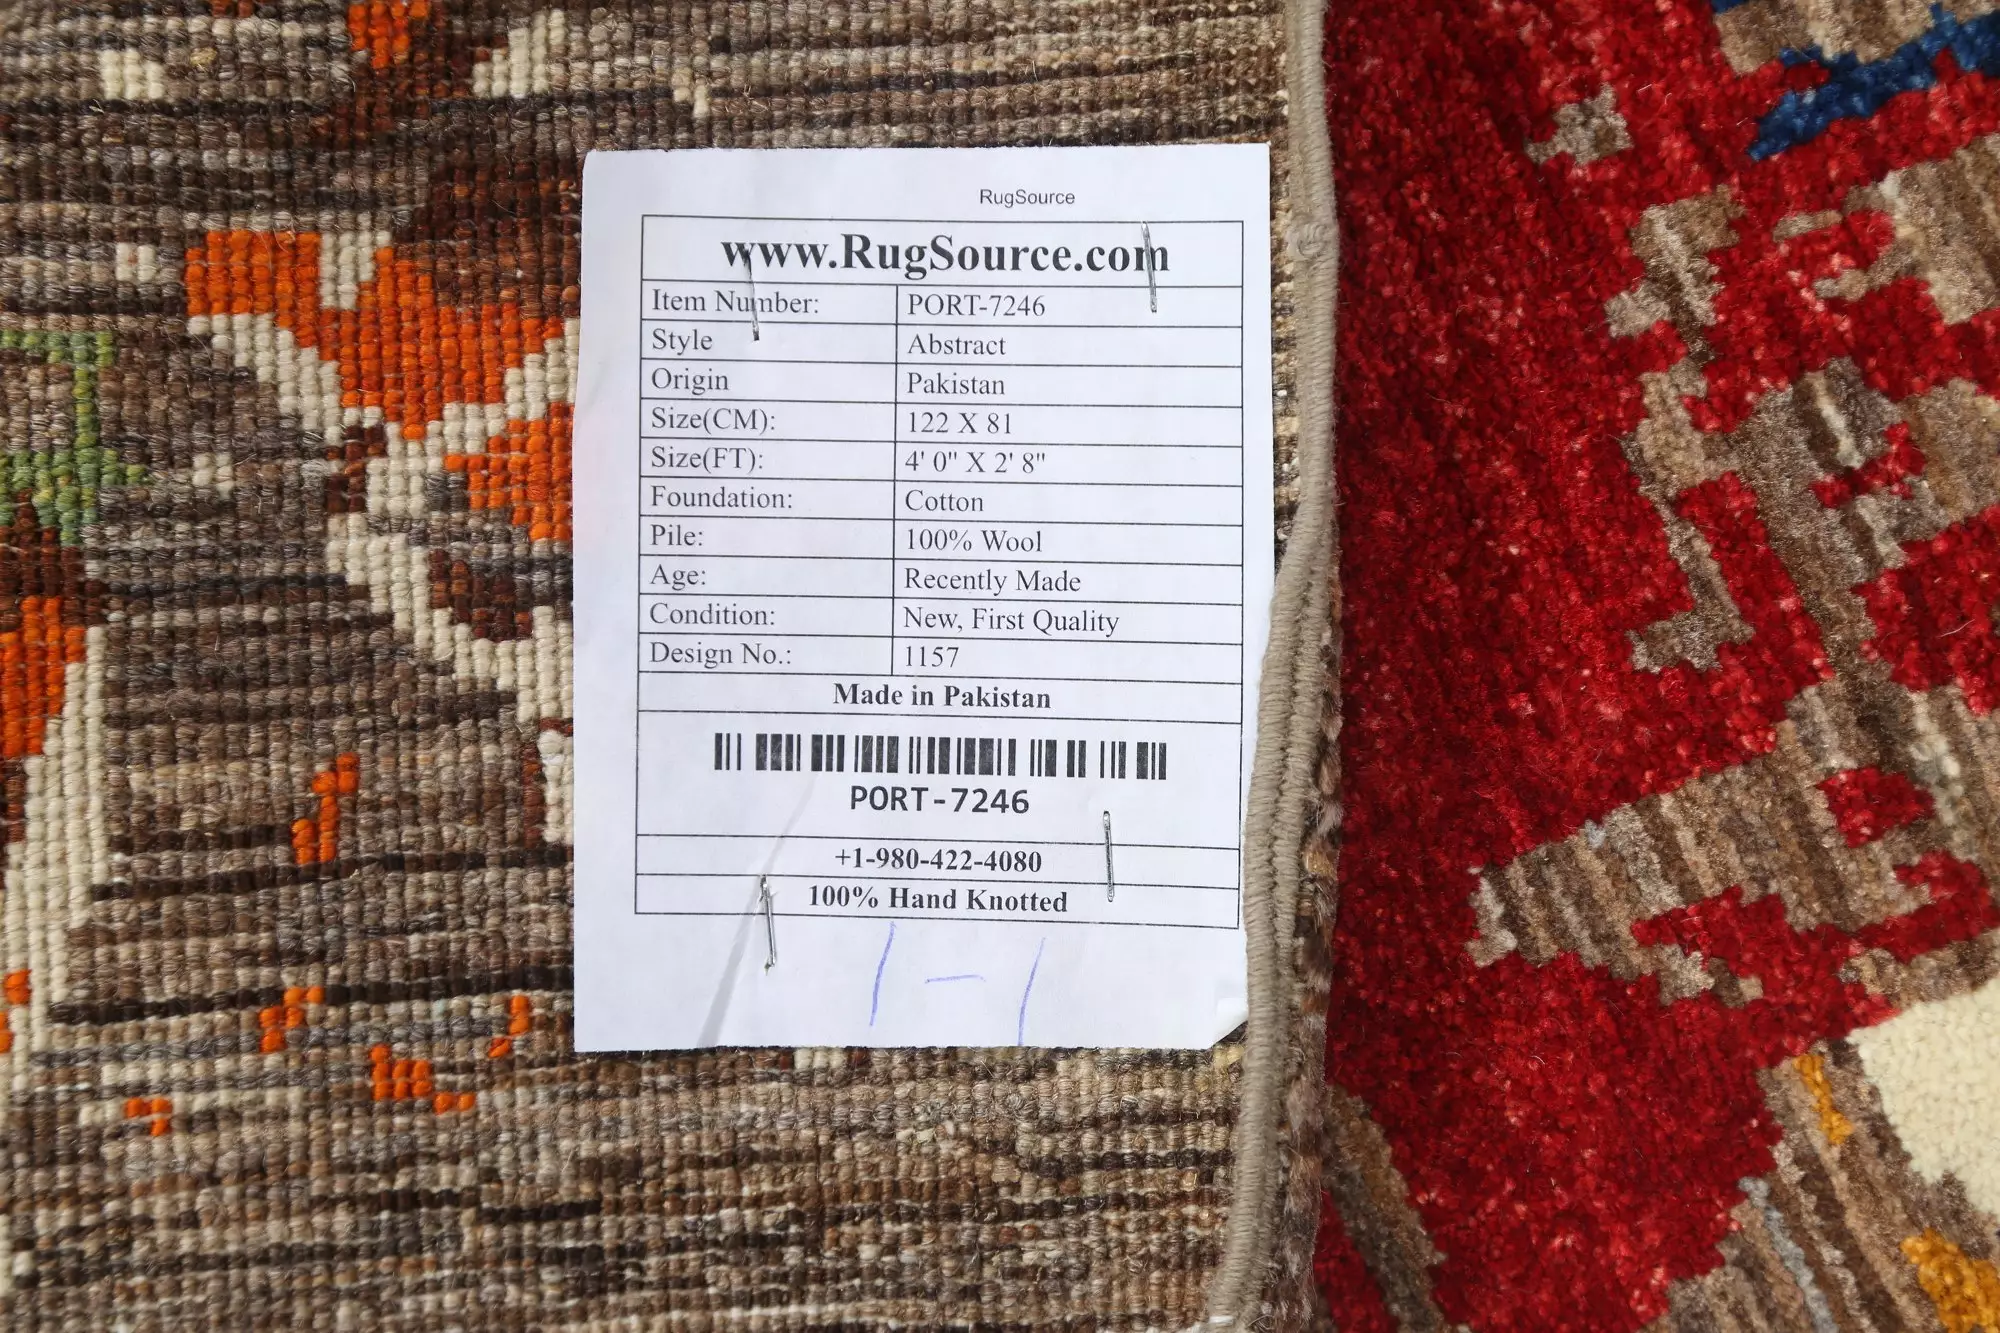 RugSource
www.RugSource.com
Item Number: PORT-7246
Style Abstract
Origin Pakistan
Size(CM): 122 X 81
Size(FT): 4' 0" X 2' 8"
Foundation: Cotton
Pile: 100% Wool
Age: Recently Made
Condition: New, First Quality
Design No.: 1157
Made in Pakistan
PORT-7246
+1-980-422-4080
100% Hand Knotted
1-1